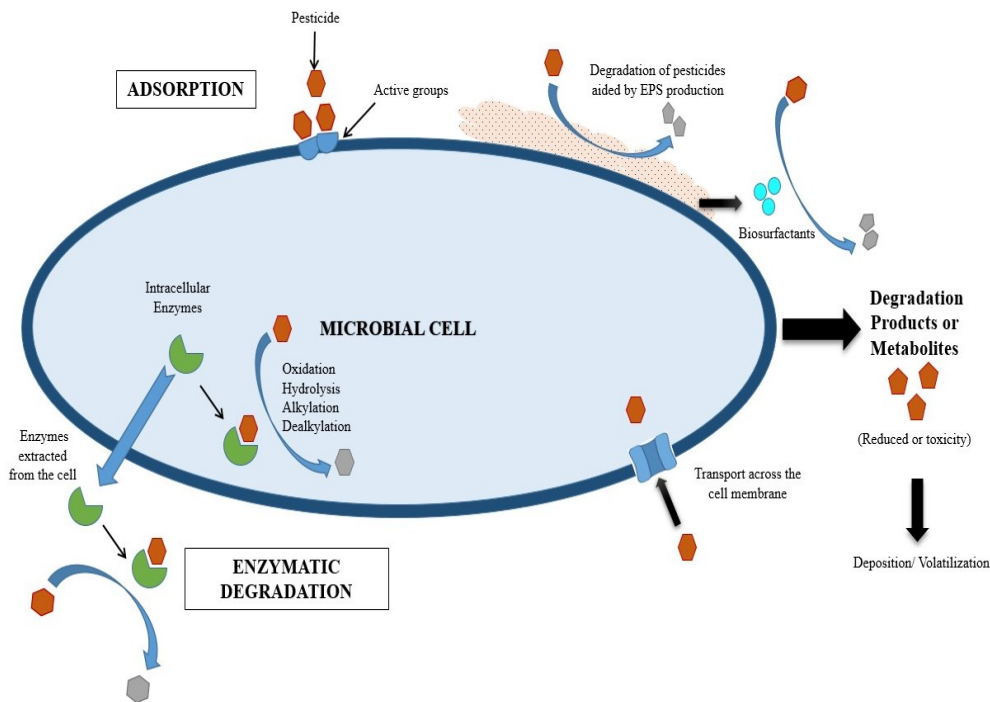 Pesticide
ADSORPTION
Active groups
Degradation of pesticides
aided by EPS production
Biosurfactants
Intracellular
Enzymes
MICROBIAL CELL
Oxidation
Hydrolysis
Alkylation
Dealkylation
Degradation
Products or
Metabolites
(Reduced or toxicity)
Enzymes
extracted
from the cell
Transport across the
cell membrane
Deposition/ Volatilization
ENZYMATIC
DEGRADATION